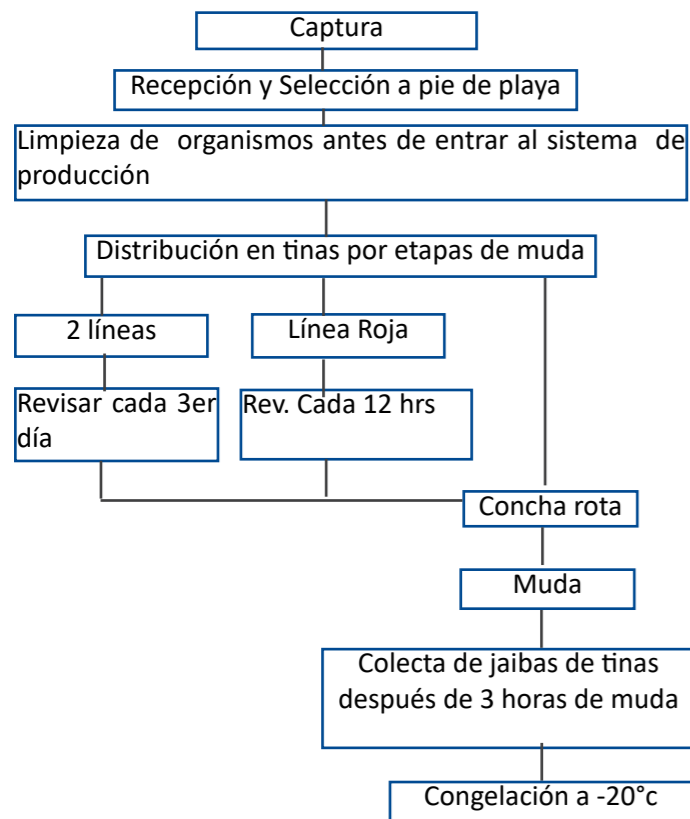 Captura
Recepción y Selección a pie de playa
Limpieza de organismos antes de entrar al sistema de
producción
Distribución en tinas por etapas de muda
2 líneas
Línea Roja
Revisar cada 3er
día
Rev. Cada 12 hrs
Concha rota
Muda
Colecta de jaibas de tinas
después de 3 horas de muda
Congelación a -20°c